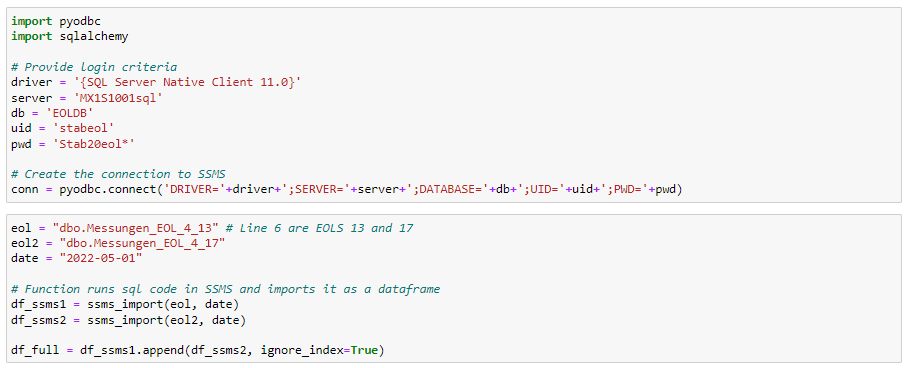 import pyodbc
import sqlalchemy
# Provide login criteria
driver = '{SQL Server Native Client 11.0}'
server = 'MX1S1001sql'
db = 'EOLDB'
uid = 'stabeol'
pwd = 'Stab20eol*'
# Create the connection to SSMS
conn = pyodbc.connect('DRIVER='+driver+';SERVER='+server+';DATABASE='+db+';UID='+uid+';PWD='+pwd)
eol = "dbo.Messungen_EOL_4_13" # Line 6 are EOLS 13 and 17
eol2 = "dbo.Messungen_EOL_4_17"
date = "2022-05-01"
# Function runs sql code in SSMS and imports it as a dataframe
df_ssms1 = ssms_import(eol, date)
df_ssms2 = ssms_import(eol2, date)
df_full = df_ssms1.append(df_ssms2, ignore_index=True)